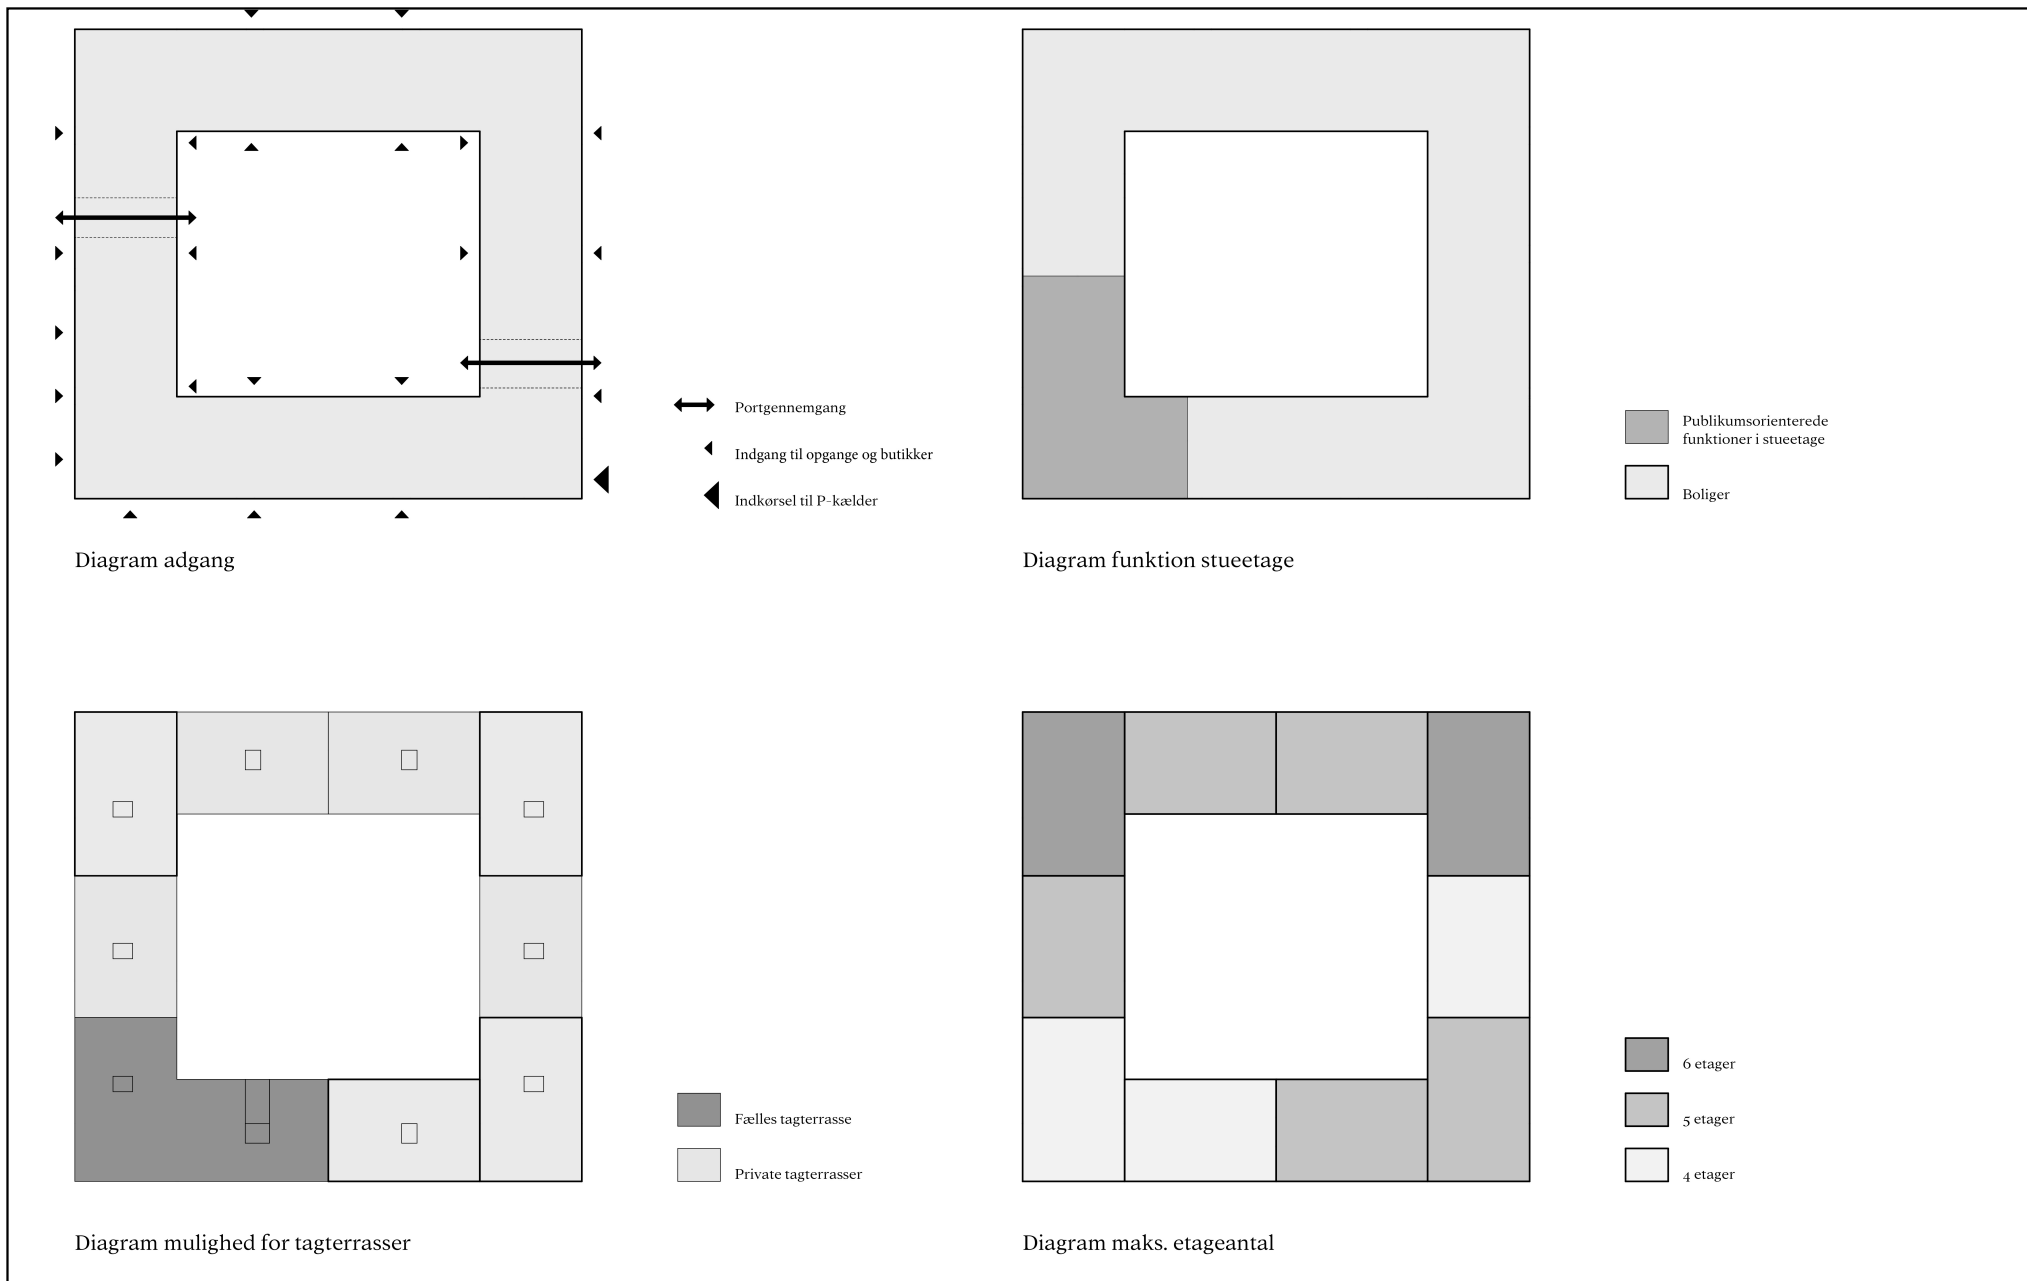 Portgennemgang
Indgang til opgange og butikker
Indkørsel til P-kælder
Diagram adgang
Publikumsorienterede
funktioner i stueetage
Boliger
Diagram funktion stueetage
Fælles tagterrasse
Private tagterrasser
Diagram mulighed for tagterrasser
6 etager
5 etager
4 etager
Diagram maks. etageantal